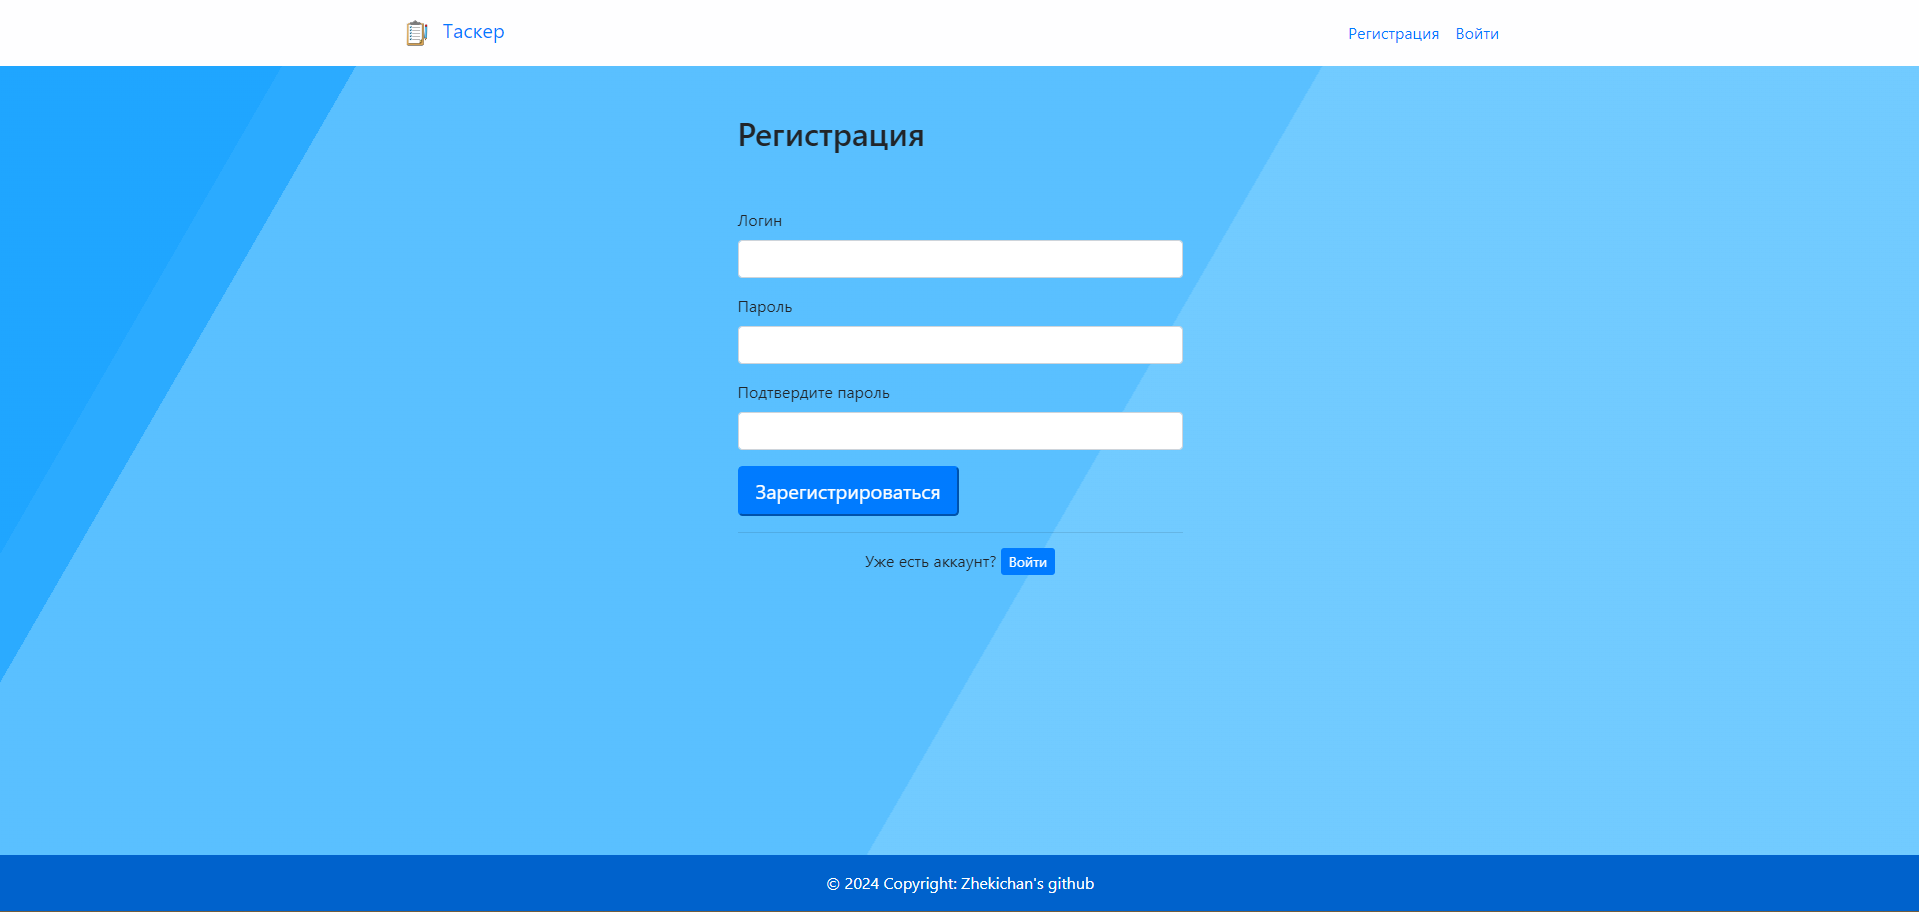 Таскер
Регистрация Войти
Регистрация
Логин
Пароль
Подтвердите пароль
Зарегистрироваться
Уже есть аккаунт? Войти
© 2024 Copyright: Zhekichan's github